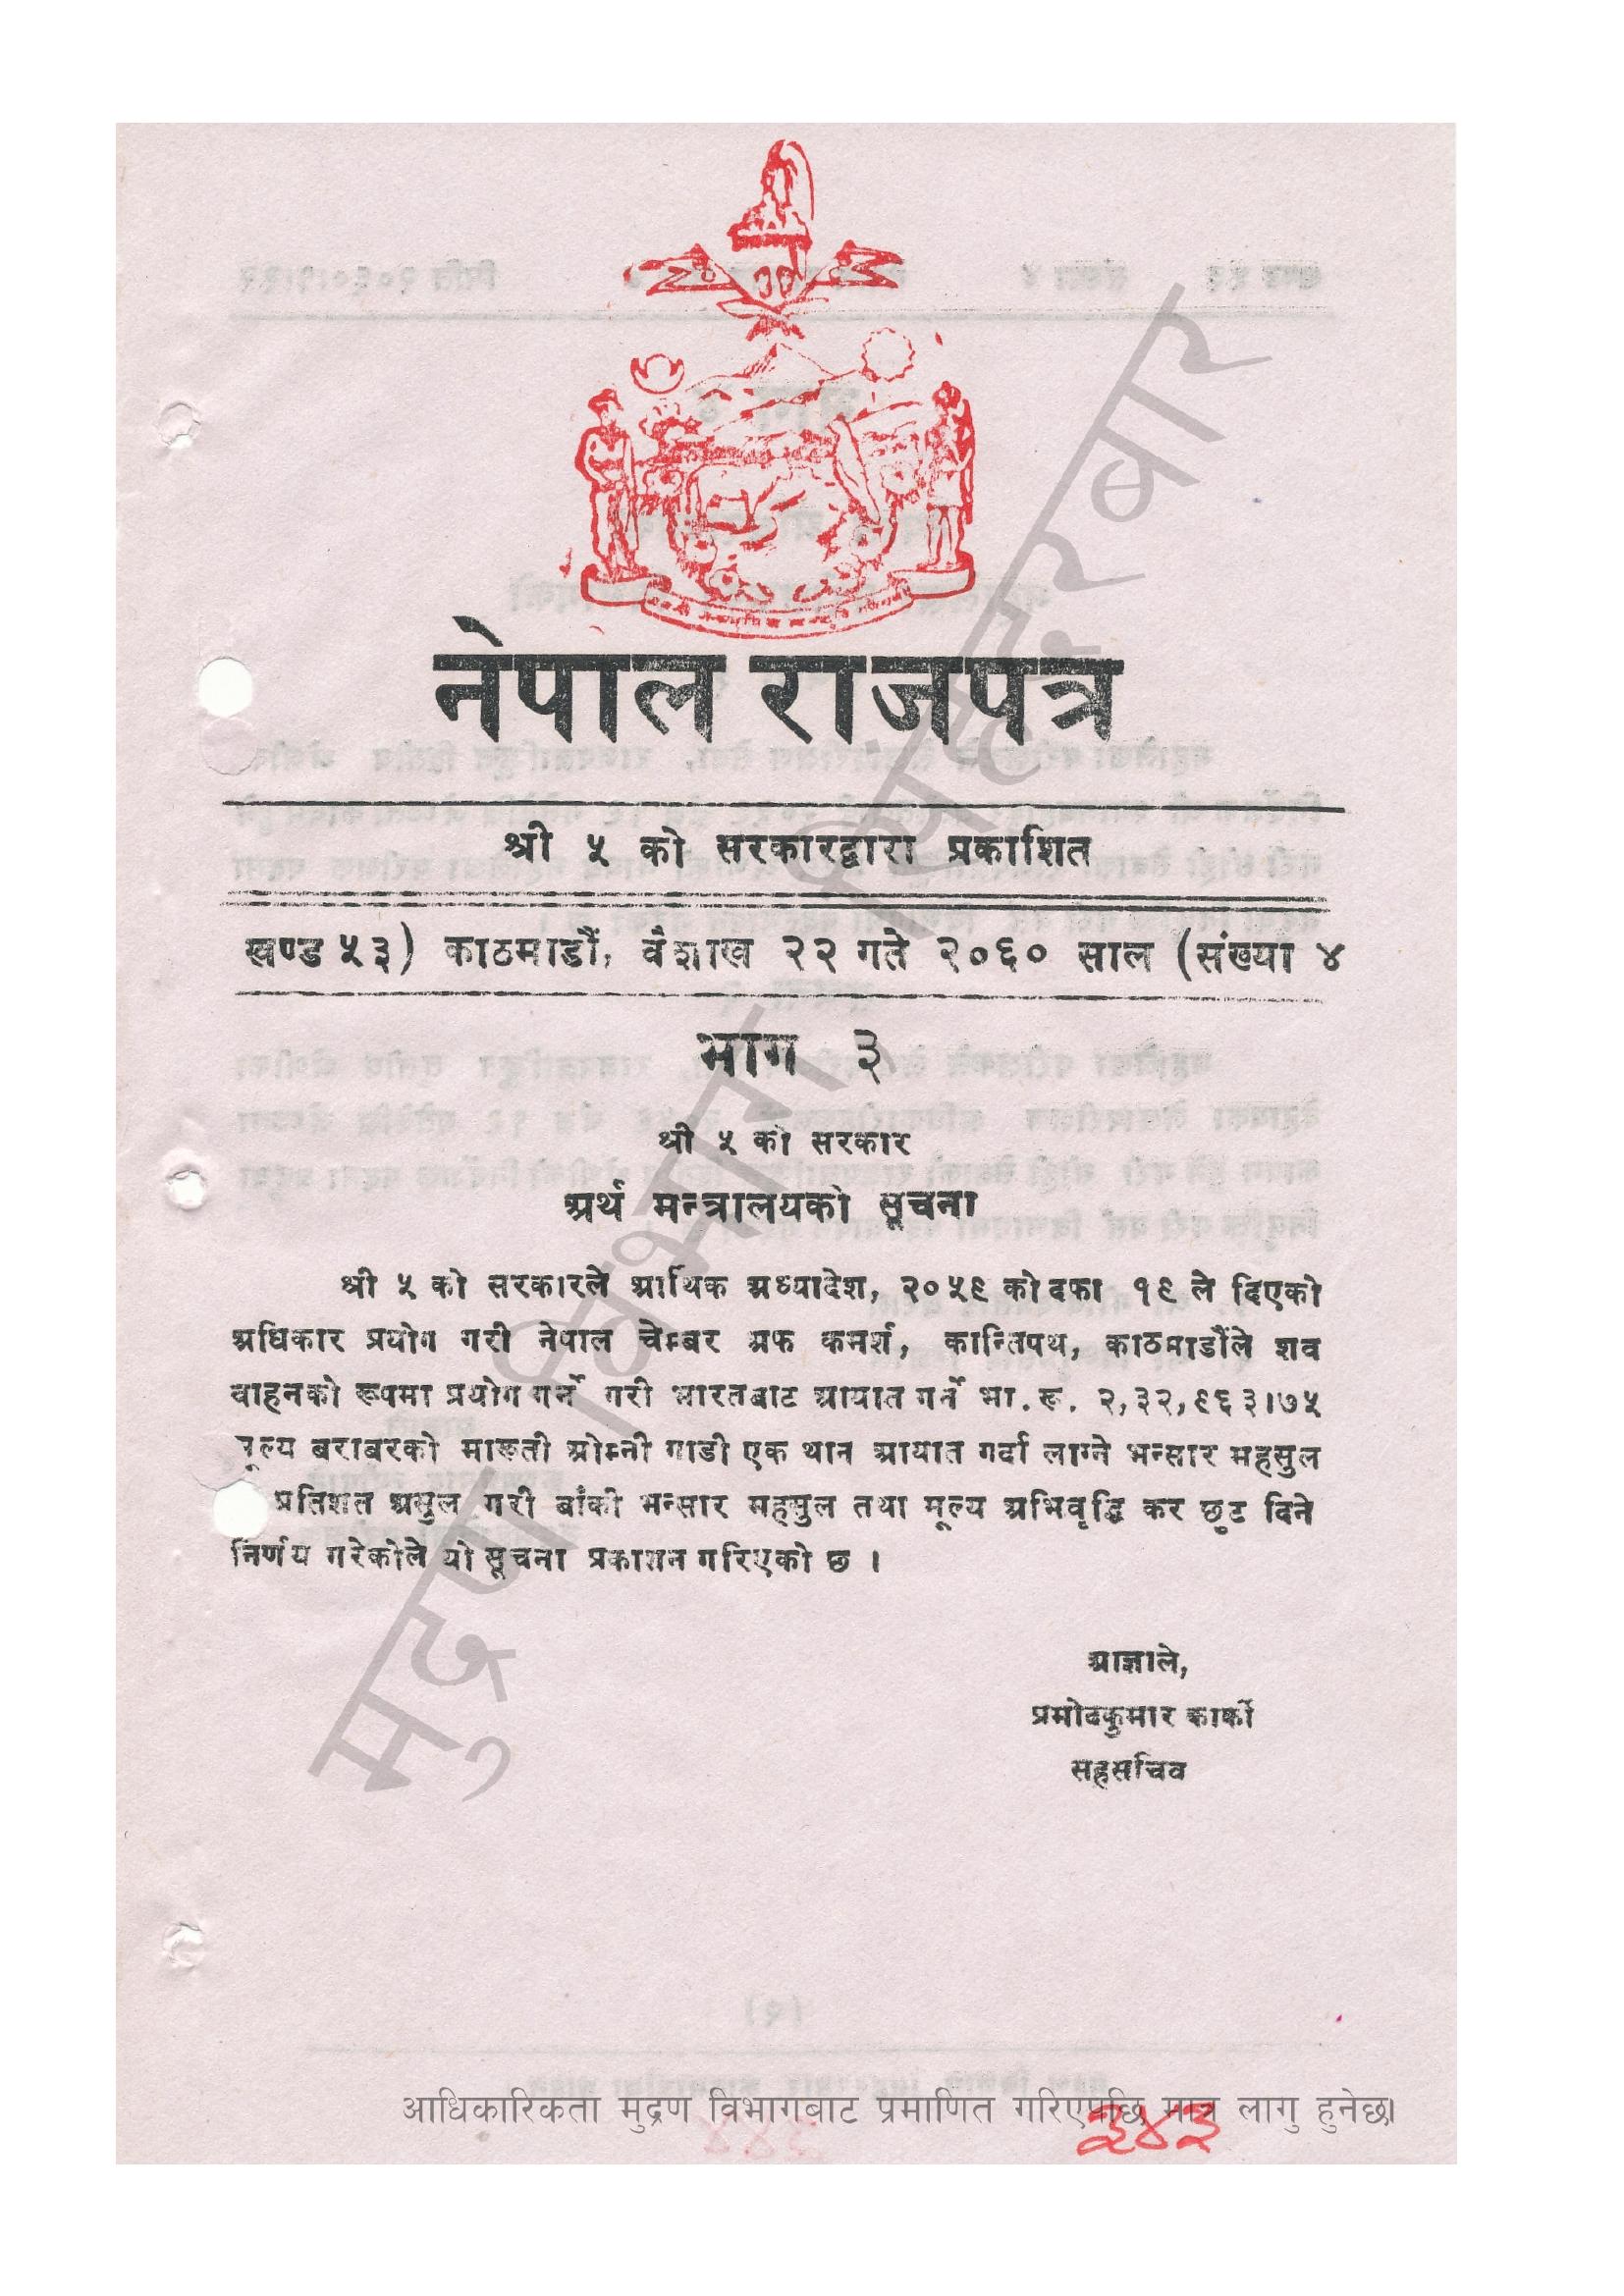 नेपाल राजपत्र
श्री ५ को सरकारद्वारा प्रकाशित
खण्ड ५३) काठमाडौं, वैशाख २२ गते २०६० साल (संख्या ४
भाग ३
श्री ५ को सरकार
अर्थ मन्त्रालयको सूचना
श्री ५ को सरकारले आर्थिक अध्यादेश, २०५९ को दफा १९ ले दिएको
अधिकार प्रयोग गरी नेपाल चेम्बर अफ कमर्श, कान्तिपथ, काठमाडौंले शव
वाहनको रूपमा प्रयोग गर्ने गरी भारतबाट आयात गर्ने भा. रू. २,३२,९६३।७५
मूल्य बराबरको मारूती ओम्नी गाडी एक थान आयात गर्दा लाग्ने भन्सार महसुल
प्रतिशत असुल गरी बाँकी भन्सार महसुल तथा मूल्य अभिवृद्धि कर छुट दिने
निर्णय गरेकोले यो सूचना प्रकाशन गरिएको छ ।
आज्ञाले,
प्रमोदकुमार कार्की
सहसचिव
मुद्रण विभाग, सिंहदरबार
आधिकारिकता मुद्रण विभागबाट प्रमाणित गरिएपछि मात्र लागु हुनेछ।
३४३